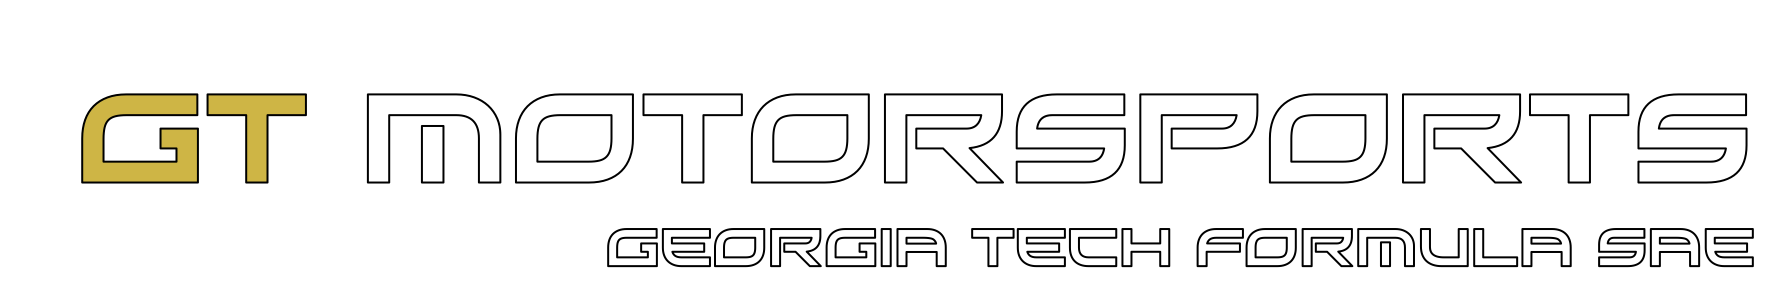 GT MOTORSPORTS
GEORGIA TECH FORMULA SAE